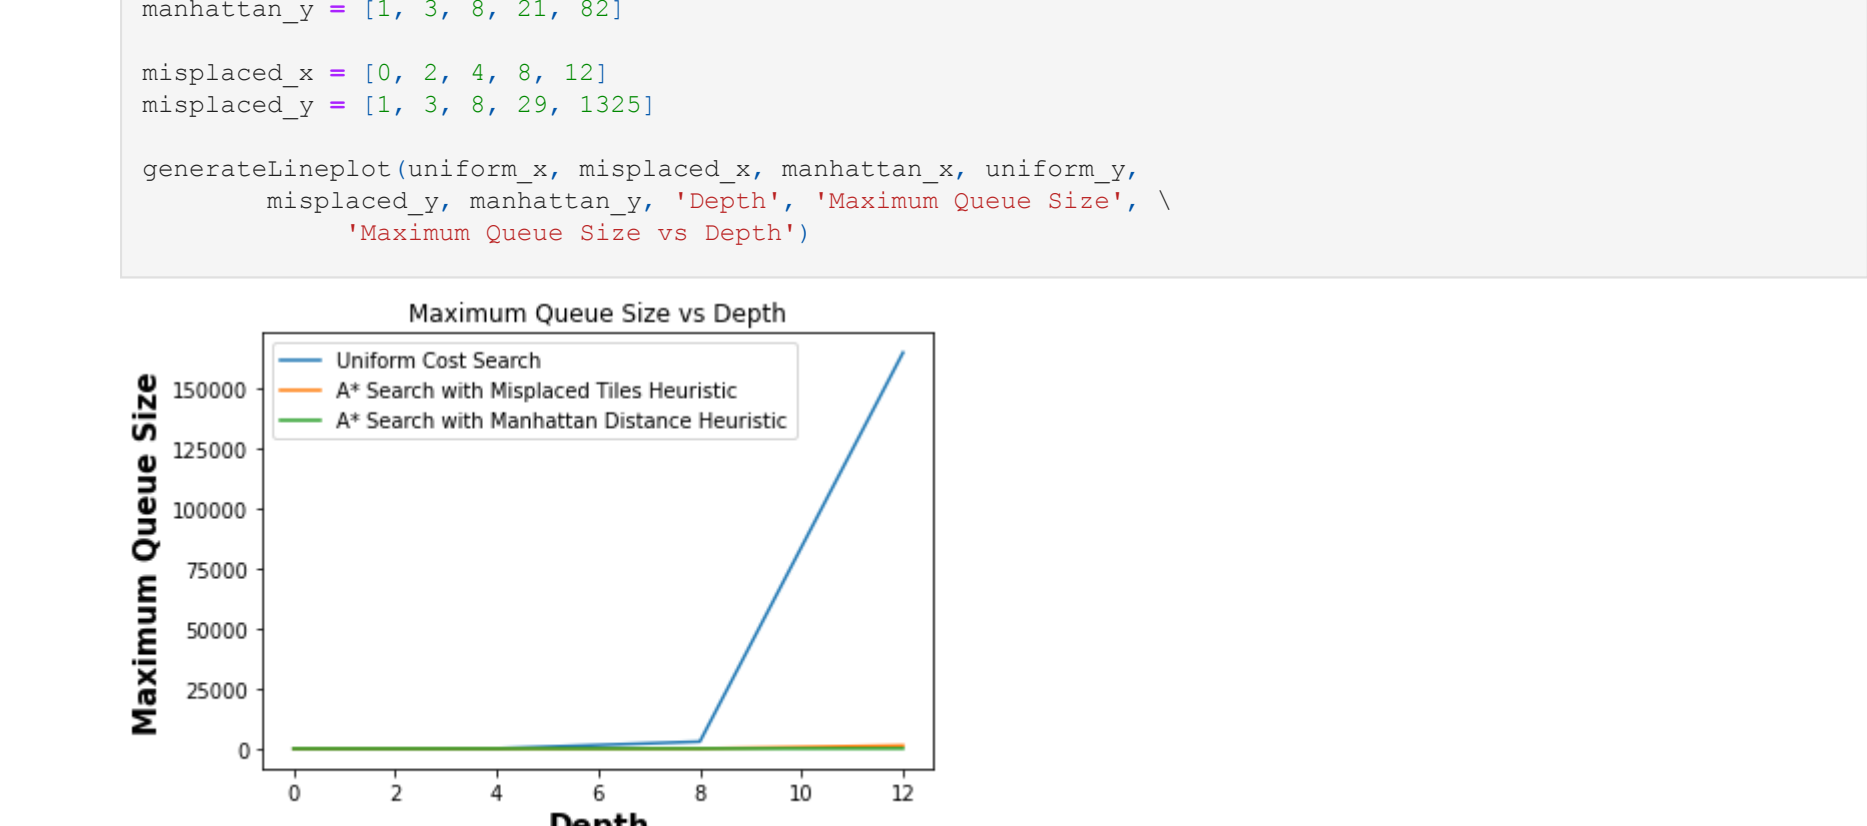 manhattan_y = [1, 3, 8, 21, 82]
misplaced_x = [0, 2, 4, 8, 12]
misplaced_y = [1, 3, 8, 29, 1325]
generateLineplot(uniform_x, misplaced_x, manhattan_x, uniform_y,
misplaced_y, manhattan_y, 'Depth', 'Maximum Queue Size', \
'Maximum Queue Size vs Depth')
Maximum Queue Size vs Depth
Uniform Cost Search
A* Search with Misplaced Tiles Heuristic
A* Search with Manhattan Distance Heuristic
Maximum Queue Size
150000
125000
100000
75000
50000
25000
0
0 2 4 6 8 10 12
Depth